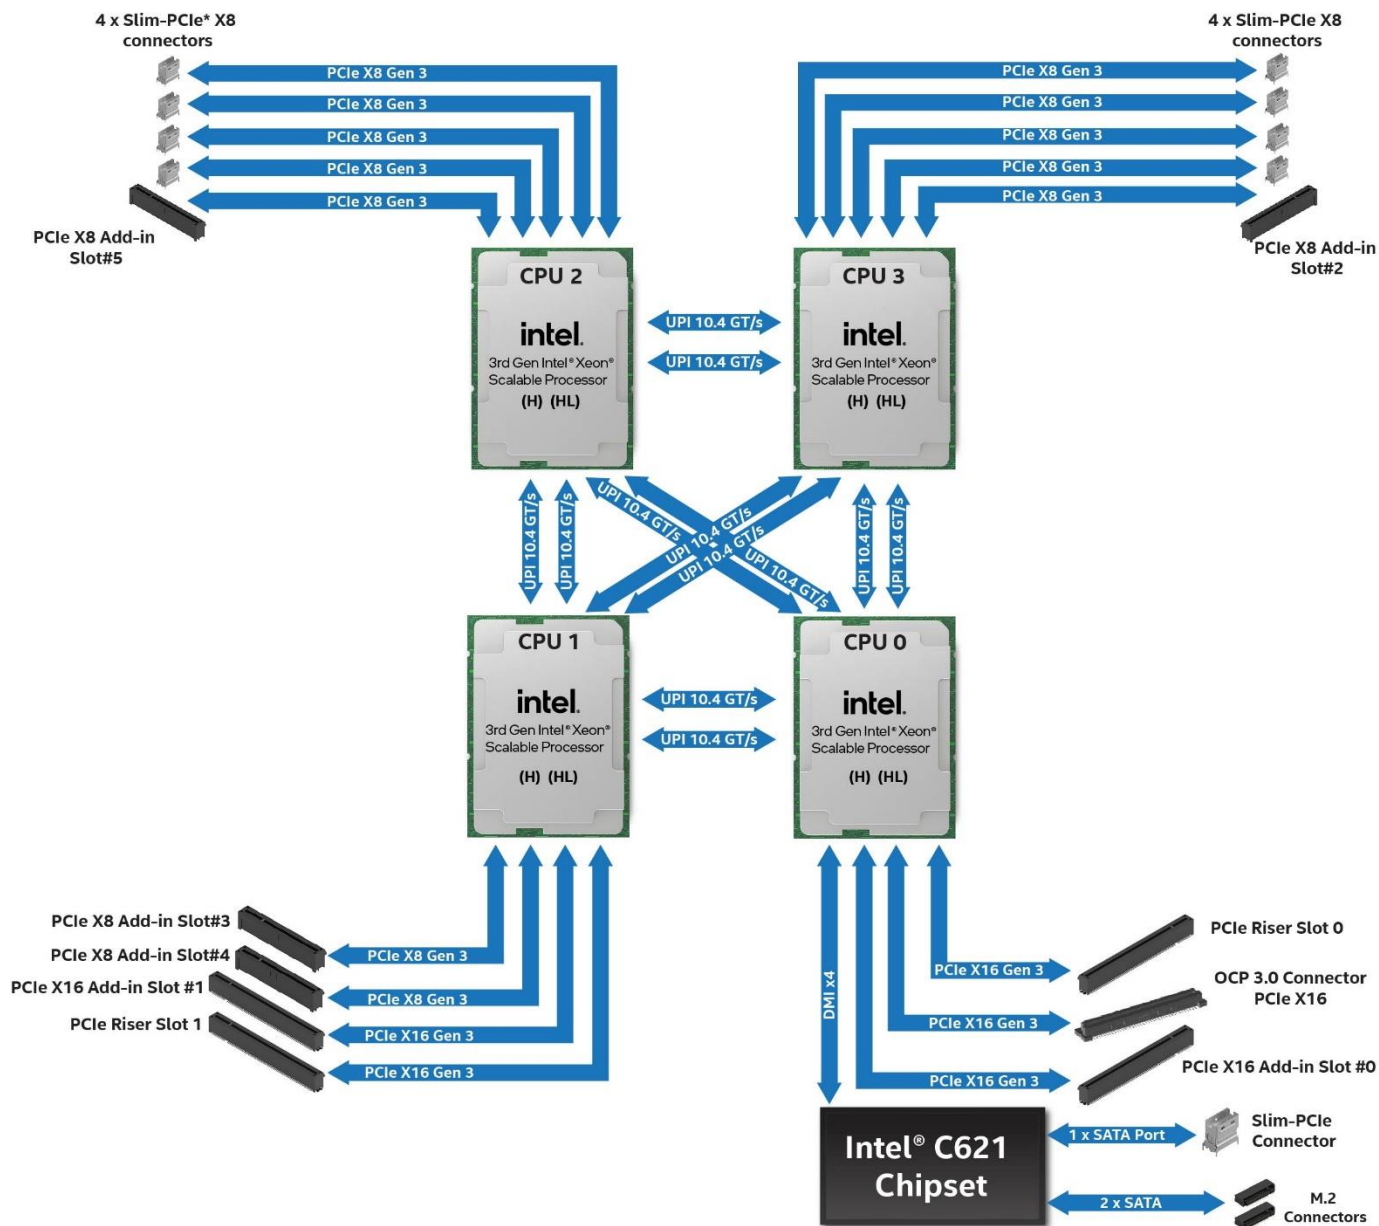 4 x Slim-PCIe* X8
connectors
4 x Slim-PCIe X8
connectors
PCIe X8 Gen 3
PCIe X8 Gen 3
PCIe X8 Gen 3
PCIe X8 Gen 3
PCIe X8 Gen 3
PCIe X8 Gen 3
PCIe X8 Gen 3
PCIe X8 Gen 3
PCIe X8 Gen 3
PCIe X8 Gen 3
PCIe X8 Add-in
Slot#5
PCIe X8 Add-in
Slot#2
CPU 2
intel.
3rd Gen Intel® Xeon®
Scalable Processor
(H) (HL)
UPI 10.4 GT/s
UPI 10.4 GT/s
CPU 3
intel.
3rd Gen Intel® Xeon®
Scalable Processor
(H) (HL)
UPI 10.4 GT/s
UPI 10.4 GT/s
UPI 10.4 GT/s
UPI 10.4 GT/s
UPI 10.4 GT/s
UPI 10.4 GT/s
UPI 10.4 GT/s
UPI 10.4 GT/s
CPU 1
intel.
3rd Gen Intel® Xeon®
Scalable Processor
(H) (HL)
UPI 10.4 GT/s
UPI 10.4 GT/s
CPU 0
intel.
3rd Gen Intel® Xeon®
Scalable Processor
(H) (HL)
PCIe X8 Add-in Slot#3
PCIe X8 Add-in Slot#4
PCIe X16 Add-in Slot #1
PCIe Riser Slot 1
PCIe X8 Gen 3
PCIe X8 Gen 3
PCIe X16 Gen 3
PCIe X16 Gen 3
DMI x4
PCIe X16 Gen 3
PCIe X16 Gen 3
PCIe X16 Gen 3
PCIe Riser Slot 0
OCP 3.0 Connector
PCIe X16
PCIe X16 Add-in Slot #0
Intel® C621
Chipset
1 x SATA Port
Slim-PCIe
Connector
2 x SATA
M.2
Connectors